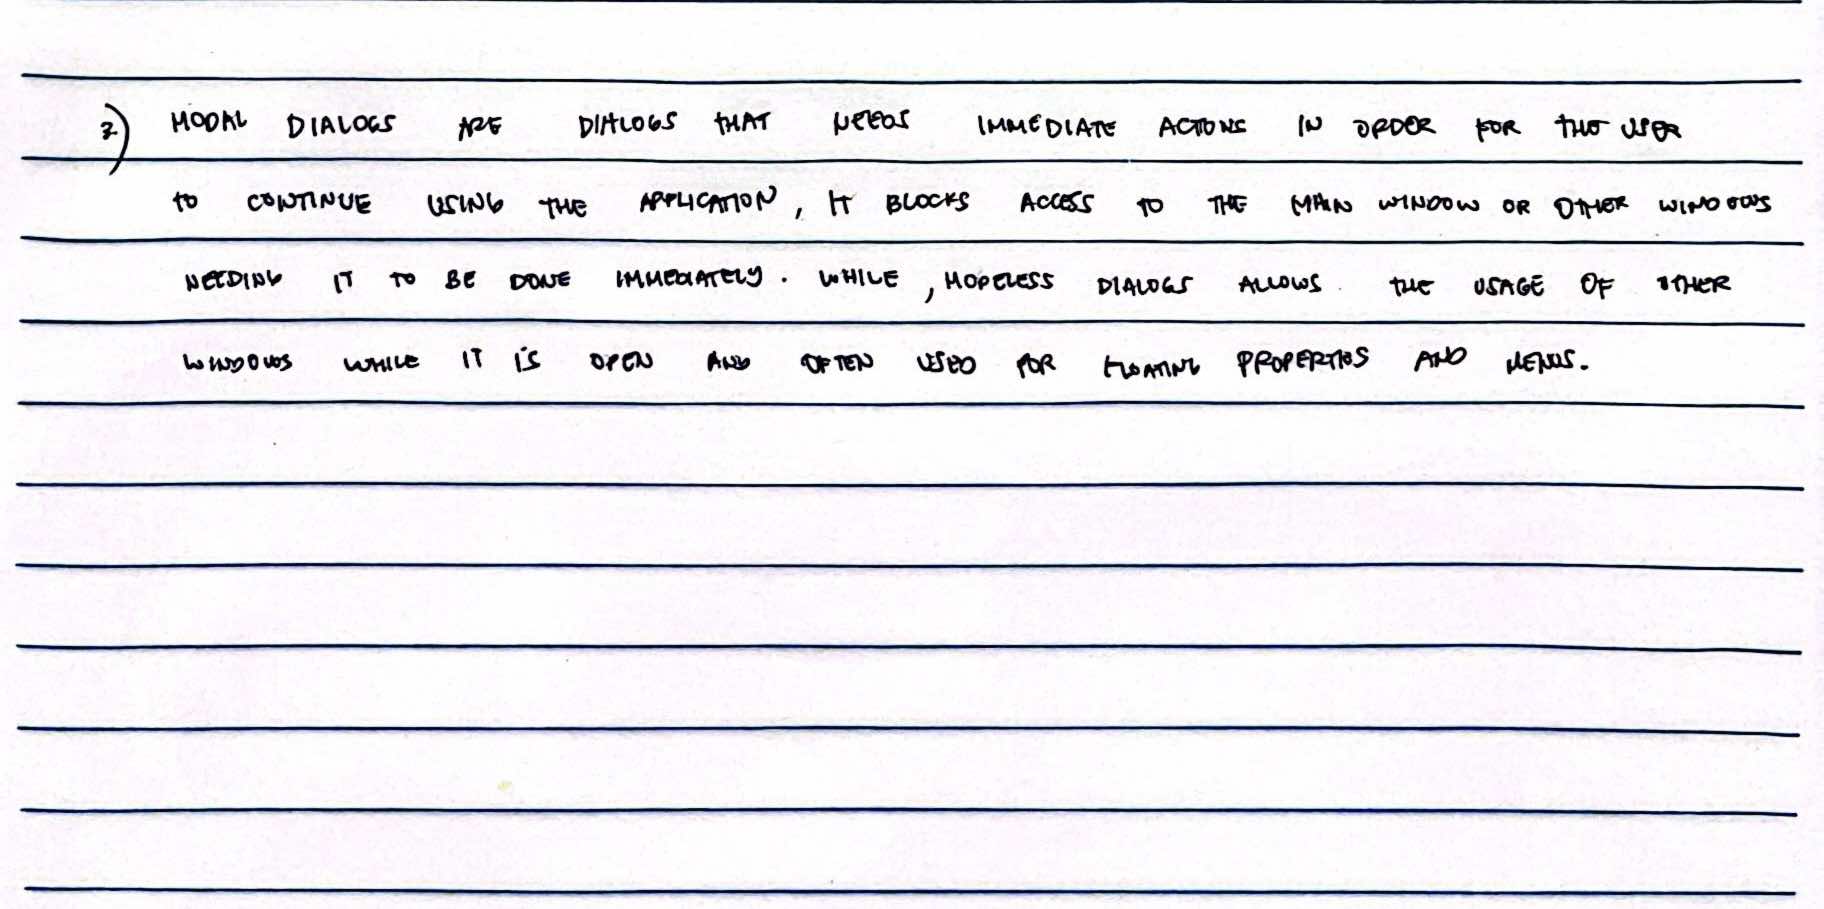 2) MODAL DIALOGS ARE DIALOGS THAT NEEDS IMMEDIATE ACTIONS IN ORDER FOR THE USER
TO CONTINUE USING THE APPLICATION, IT BLOCKS ACCESS TO THE MAIN WINDOW OR OTHER WINDOWS
NEEDING IT TO BE DONE IMMEDIATELY. WHILE, MODELESS DIALOGS ALLOWS THE USAGE OF OTHER
WINDOWS WHILE IT IS OPEN AND OFTEN USED FOR FLOATING PROPERTIES AND MENUS.